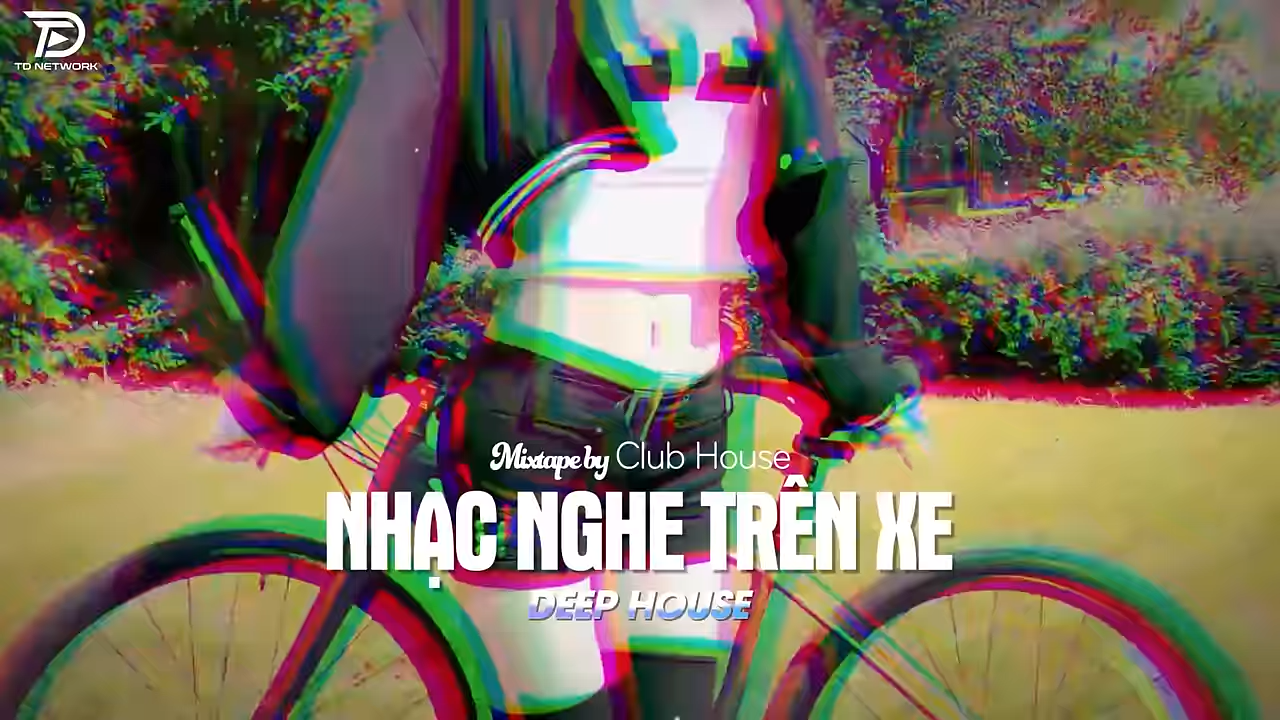 TD NETWORK
Mixtape by Club House
NHẠC NGHE TRÊN XE
DEEP HOUSE